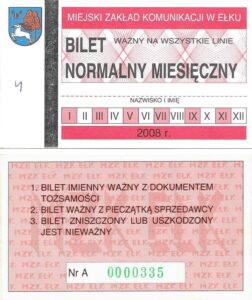 MIEJSKI ZAKŁAD KOMUNIKACJI W EŁKU
BILET WAŻNY NA WSZYSTKIE LINIE
NORMALNY MIESIĘCZNY
NAZWISKO I IMIĘ
I II III IV V VI VII VIII IX X XI XII
2008 r.
MZK EŁK
1. BILET IMIENNY WAŻNY Z DOKUMENTEM
TOŻSAMOŚCI
2. BILET WAŻNY Z PIECZĄTKĄ SPRZEDAWCY
3. BILET ZNISZCZONY LUB USZKODZONY
JEST NIEWAŻNY
Nr A 0000335